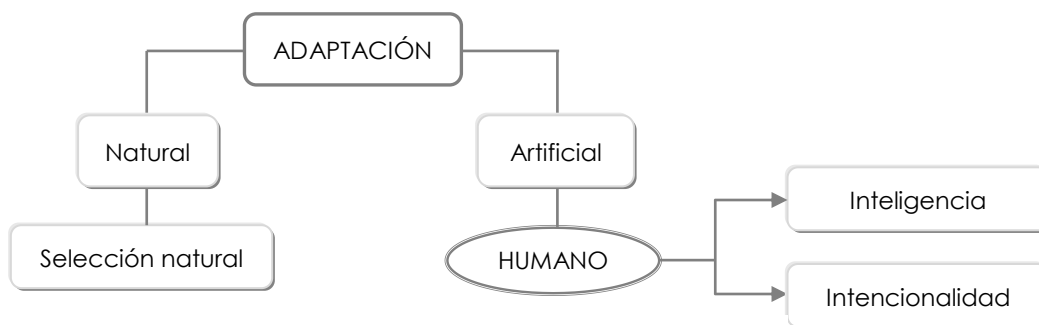 ADAPTACIÓN
Natural
Artificial
Inteligencia
Selección natural
HUMANO
Intencionalidad